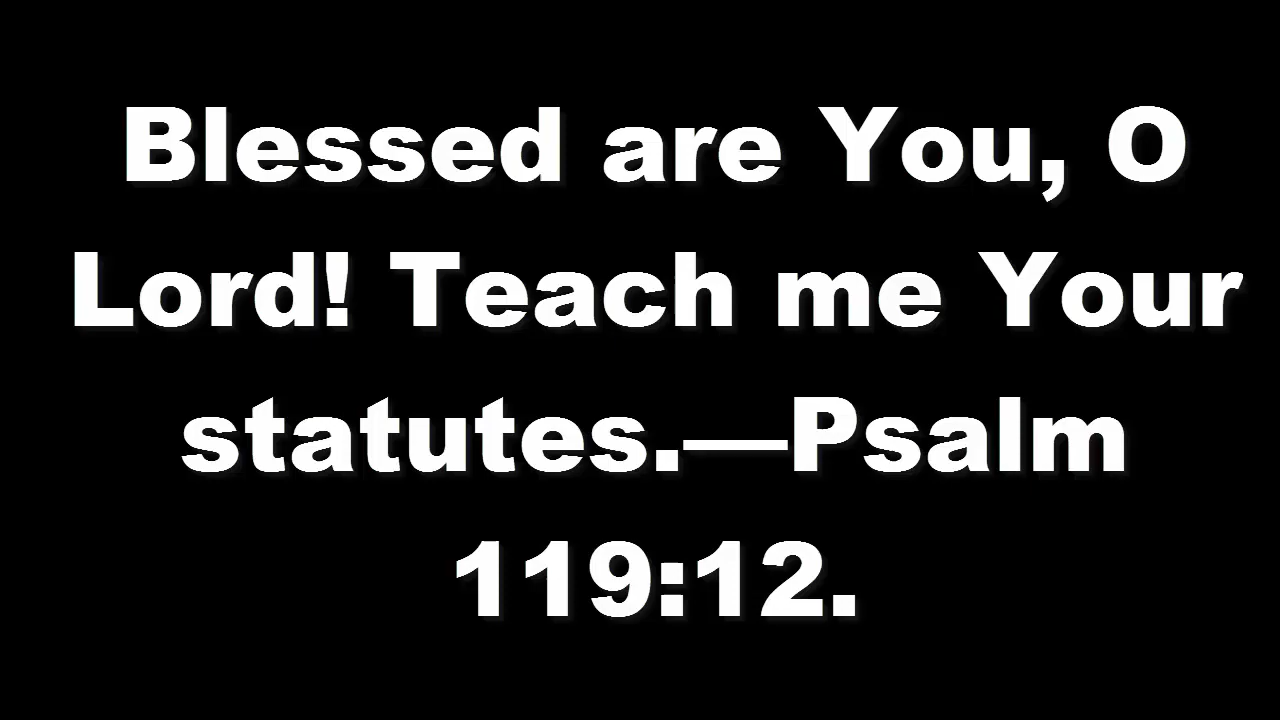 Blessed are You, O
Lord! Teach me Your
statutes.—Psalm
119:12.